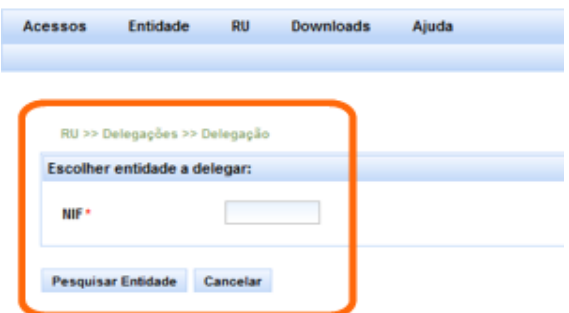 Acessos Entidade RU Downloads Ajuda
RU >> Delegações >> Delegação
Escolher entidade a delegar:
NIF *
Pesquisar Entidade Cancelar